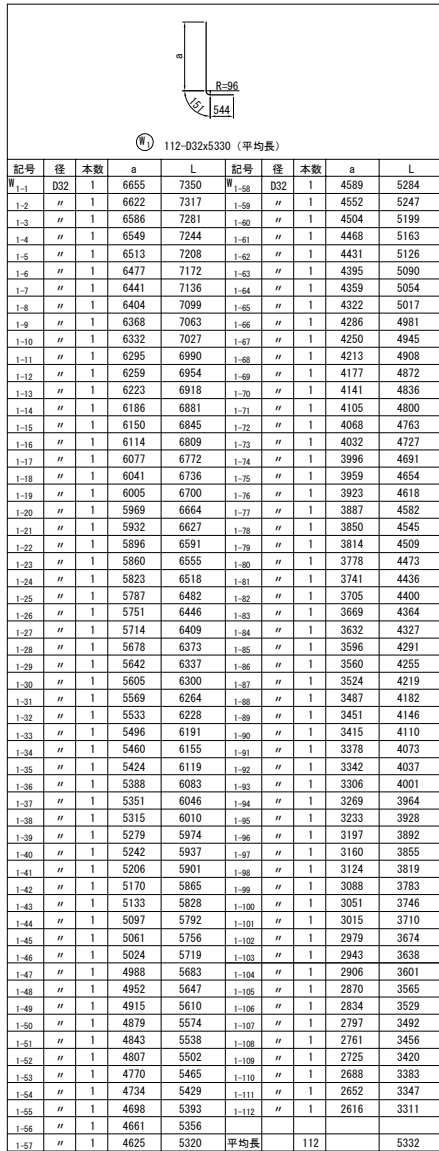 a
R=96
151
544
W1 112-D32x5330 (平均長)
記号 径 本数 a L 記号 径 本数 a L
W1-1 D32 1 6655 7350 W1-58 D32 1 4589 5284
1-2 〃 1 6622 7317 1-59 〃 1 4552 5247
1-3 〃 1 6586 7281 1-60 〃 1 4504 5199
1-4 〃 1 6549 7244 1-61 〃 1 4468 5163
1-5 〃 1 6513 7208 1-62 〃 1 4431 5126
1-6 〃 1 6477 7172 1-63 〃 1 4395 5090
1-7 〃 1 6441 7136 1-64 〃 1 4359 5054
1-8 〃 1 6404 7099 1-65 〃 1 4322 5017
1-9 〃 1 6368 7063 1-66 〃 1 4286 4981
1-10 〃 1 6332 7027 1-67 〃 1 4250 4945
1-11 〃 1 6295 6990 1-68 〃 1 4213 4908
1-12 〃 1 6259 6954 1-69 〃 1 4177 4872
1-13 〃 1 6223 6918 1-70 〃 1 4141 4836
1-14 〃 1 6186 6881 1-71 〃 1 4105 4800
1-15 〃 1 6150 6845 1-72 〃 1 4068 4763
1-16 〃 1 6114 6809 1-73 〃 1 4032 4727
1-17 〃 1 6077 6772 1-74 〃 1 3996 4691
1-18 〃 1 6041 6736 1-75 〃 1 3959 4654
1-19 〃 1 6005 6700 1-76 〃 1 3923 4618
1-20 〃 1 5969 6664 1-77 〃 1 3887 4582
1-21 〃 1 5932 6627 1-78 〃 1 3850 4545
1-22 〃 1 5896 6591 1-79 〃 1 3814 4509
1-23 〃 1 5860 6555 1-80 〃 1 3778 4473
1-24 〃 1 5823 6518 1-81 〃 1 3741 4436
1-25 〃 1 5787 6482 1-82 〃 1 3705 4400
1-26 〃 1 5751 6446 1-83 〃 1 3669 4364
1-27 〃 1 5714 6409 1-84 〃 1 3632 4327
1-28 〃 1 5678 6373 1-85 〃 1 3596 4291
1-29 〃 1 5642 6337 1-86 〃 1 3560 4255
1-30 〃 1 5605 6300 1-87 〃 1 3524 4219
1-31 〃 1 5569 6264 1-88 〃 1 3487 4182
1-32 〃 1 5533 6228 1-89 〃 1 3451 4146
1-33 〃 1 5496 6191 1-90 〃 1 3415 4110
1-34 〃 1 5460 6155 1-91 〃 1 3378 4073
1-35 〃 1 5424 6119 1-92 〃 1 3342 4037
1-36 〃 1 5388 6083 1-93 〃 1 3306 4001
1-37 〃 1 5351 6046 1-94 〃 1 3269 3964
1-38 〃 1 5315 6010 1-95 〃 1 3233 3928
1-39 〃 1 5279 5974 1-96 〃 1 3197 3892
1-40 〃 1 5242 5937 1-97 〃 1 3160 3855
1-41 〃 1 5206 5901 1-98 〃 1 3124 3819
1-42 〃 1 5170 5865 1-99 〃 1 3088 3783
1-43 〃 1 5133 5828 1-100 〃 1 3051 3746
1-44 〃 1 5097 5792 1-101 〃 1 3015 3710
1-45 〃 1 5061 5756 1-102 〃 1 2979 3674
1-46 〃 1 5024 5719 1-103 〃 1 2943 3638
1-47 〃 1 4988 5683 1-104 〃 1 2906 3601
1-48 〃 1 4952 5647 1-105 〃 1 2870 3565
1-49 〃 1 4915 5610 1-106 〃 1 2834 3529
1-50 〃 1 4879 5574 1-107 〃 1 2797 3492
1-51 〃 1 4843 5538 1-108 〃 1 2761 3456
1-52 〃 1 4807 5502 1-109 〃 1 2725 3420
1-53 〃 1 4770 5465 1-110 〃 1 2688 3383
1-54 〃 1 4734 5429 1-111 〃 1 2652 3347
1-55 〃 1 4698 5393 1-112 〃 1 2616 3311
1-56 〃 1 4661 5356
1-57 〃 1 4625 5320 平均長 112 5332